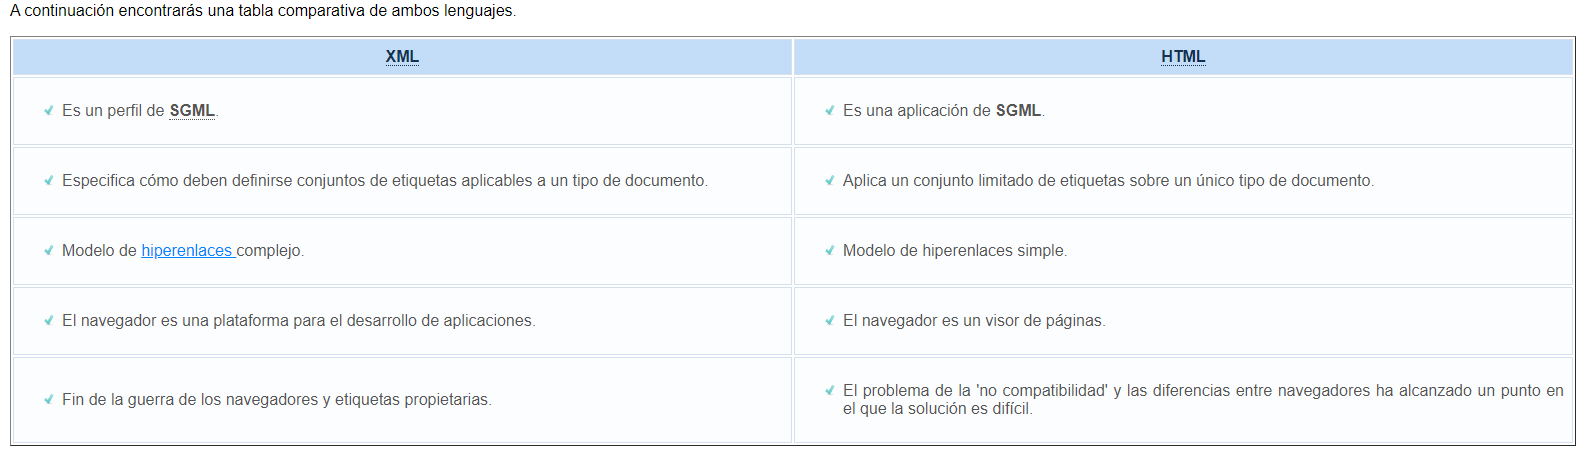 A continuación encontrarás una tabla comparativa de ambos lenguajes.
XML
HTML
Es un perfil de SGML.
Es una aplicación de SGML.
Especifica cómo deben definirse conjuntos de etiquetas aplicables a un tipo de documento.
Aplica un conjunto limitado de etiquetas sobre un único tipo de documento.
Modelo de hiperenlaces complejo.
Modelo de hiperenlaces simple.
El navegador es una plataforma para el desarrollo de aplicaciones.
El navegador es un visor de páginas.
Fin de la guerra de los navegadores y etiquetas propietarias.
El problema de la 'no compatibilidad' y las diferencias entre navegadores ha alcanzado un punto en
el que la solución es difícil.